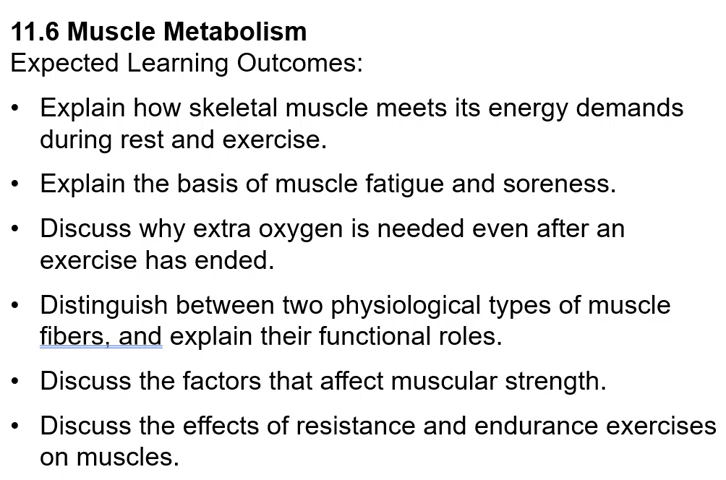 11.6 Muscle Metabolism
Expected Learning Outcomes:
• Explain how skeletal muscle meets its energy demands
during rest and exercise.
• Explain the basis of muscle fatigue and soreness.
• Discuss why extra oxygen is needed even after an
exercise has ended.
• Distinguish between two physiological types of muscle
fibers, and explain their functional roles.
• Discuss the factors that affect muscular strength.
• Discuss the effects of resistance and endurance exercises
on muscles.